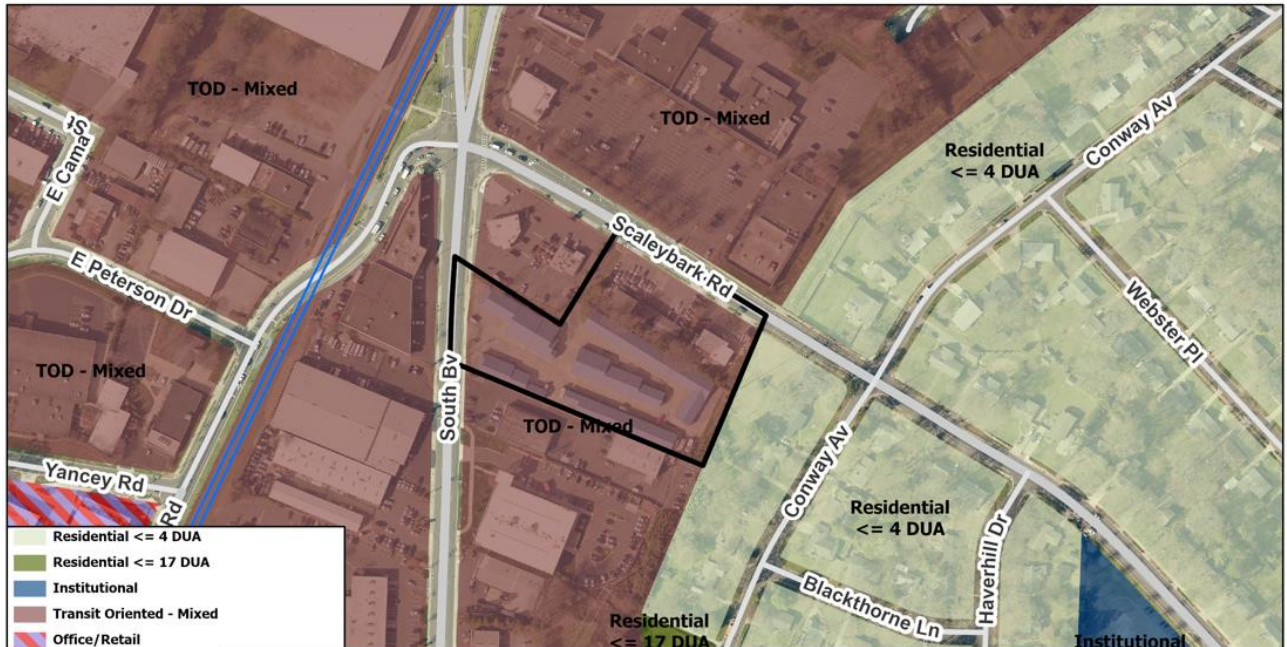 TOD - Mixed
TOD - Mixed
E Cama St
Residential
<= 4 DUA
Conway Av
Scaleybark Rd
E Peterson Dr
Webster Pl
TOD - Mixed
South Bv
TOD - Mixed
Yancey Rd
Rd
Conway Av
Residential
<= 4 DUA
Haverhill Dr
Blackthorne Ln
Residential
<= 17 DUA
Institutional
Residential <= 4 DUA
Residential <= 17 DUA
Institutional
Transit Oriented - Mixed
Office/Retail